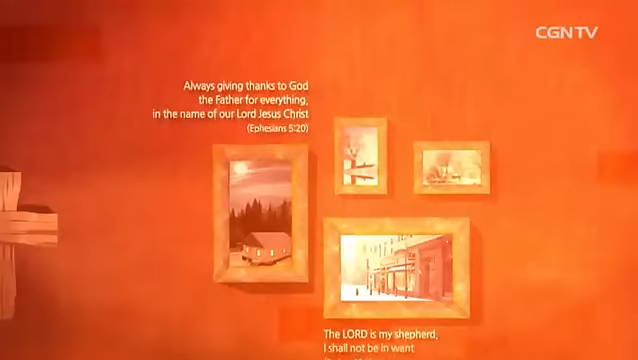 CGNTV
Always giving thanks to God
the Father for everything,
in the name of our Lord Jesus Christ
(Ephesians 5:20)
The LORD is my shepherd,
I shall not be in want